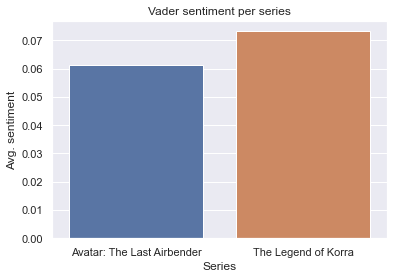 Vader sentiment per series
Avg. sentiment
0.07
0.06
0.05
0.04
0.03
0.02
0.01
0.00
Avatar: The Last Airbender
The Legend of Korra
Series